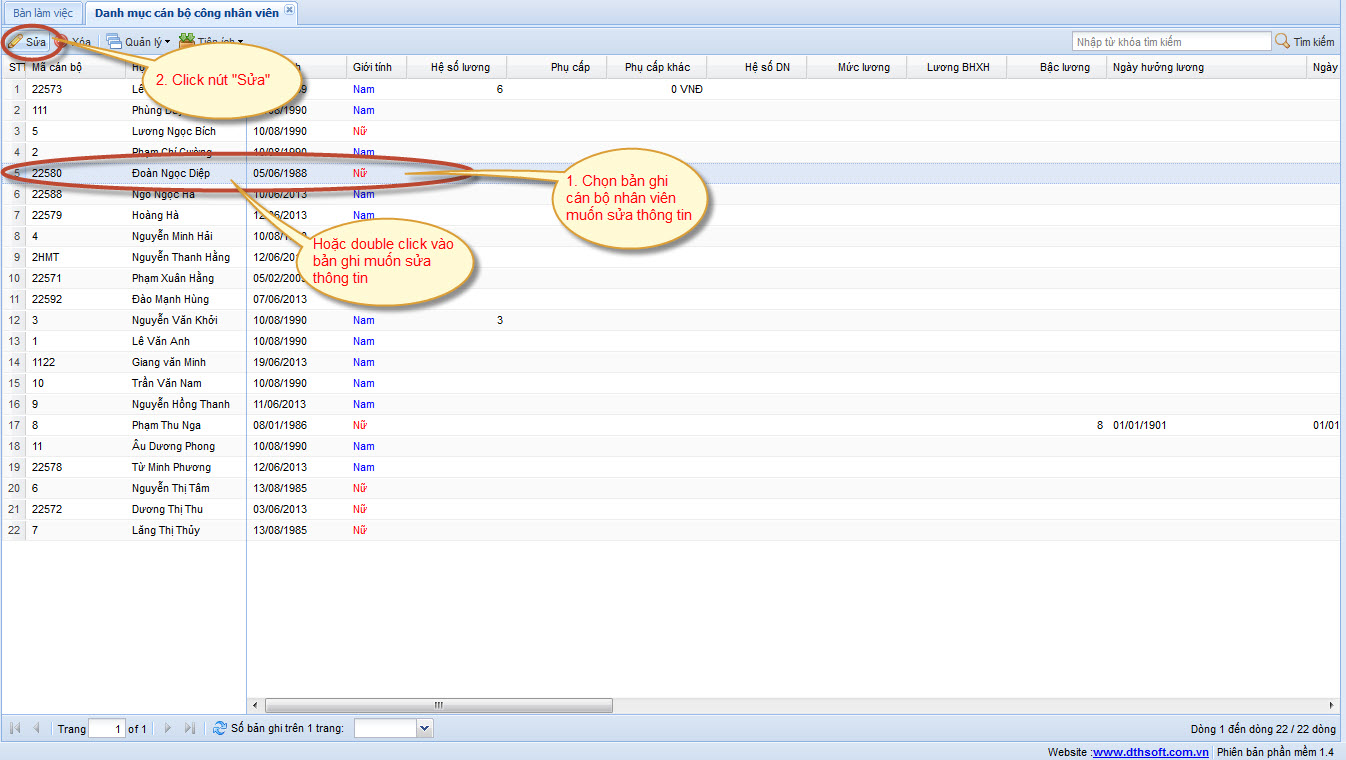 Bàn làm việc Danh mục cán bộ công nhân viên
Sửa Xóa Quản lý Tiện ích Nhập từ khóa tìm kiếm Tìm kiếm
STT Mã cán bộ Giới tính Hệ số lương Phụ cấp Phụ cấp khác Hệ số DN Mức lương Lương BHXH Bậc lương Ngày hưởng lương Ngày
2. Click nút "Sửa"
1 22573 Lê Nam 6 0 VNĐ
2 111 Phùng 1990 Nam
3 5 Lương Ngọc Bích 10/08/1990 Nữ
4 2 Phạm Chí Cường 10/08/1990 Nam
5 22580 Đoàn Ngọc Diệp 05/06/1988 Nữ
1. Chọn bản ghi
cán bộ nhân viên
muốn sửa thông tin
6 22588 Ngô Ngọc Hà 10/06/2013 Nam
7 22579 Hoàng Hà 12/06/2013 Nam
8 4 Nguyễn Minh Hải 10/08/
Hoặc double click vào
bản ghi muốn sửa
thông tin
9 2HMT Nguyễn Thanh Hằng 12/06/
10 22571 Phạm Xuân Hằng 05/02/
11 22592 Đào Mạnh Hùng 07/06/2013
12 3 Nguyễn Văn Khởi 10/08/1990 Nam 3
13 1 Lê Văn Anh 10/08/1990 Nam
14 1122 Giang văn Minh 19/06/2013 Nam
15 10 Trần Văn Nam 10/08/1990 Nam
16 9 Nguyễn Hồng Thanh 11/06/2013 Nam
17 8 Phạm Thu Nga 08/01/1986 Nữ 8 01/01/1901 01/01
18 11 Âu Dương Phong 10/08/1990 Nam
19 22578 Từ Minh Phương 12/06/2013 Nam
20 6 Nguyễn Thị Tâm 13/08/1985 Nữ
21 22572 Dương Thị Thu 03/06/2013 Nữ
22 7 Lăng Thị Thủy 13/08/1985 Nữ
Trang 1 of 1 Số bản ghi trên 1 trang: Dòng 1 đến dòng 22 / 22 dòng
Website :www.dthsoft.com.vn Phiên bản phần mềm 1.4